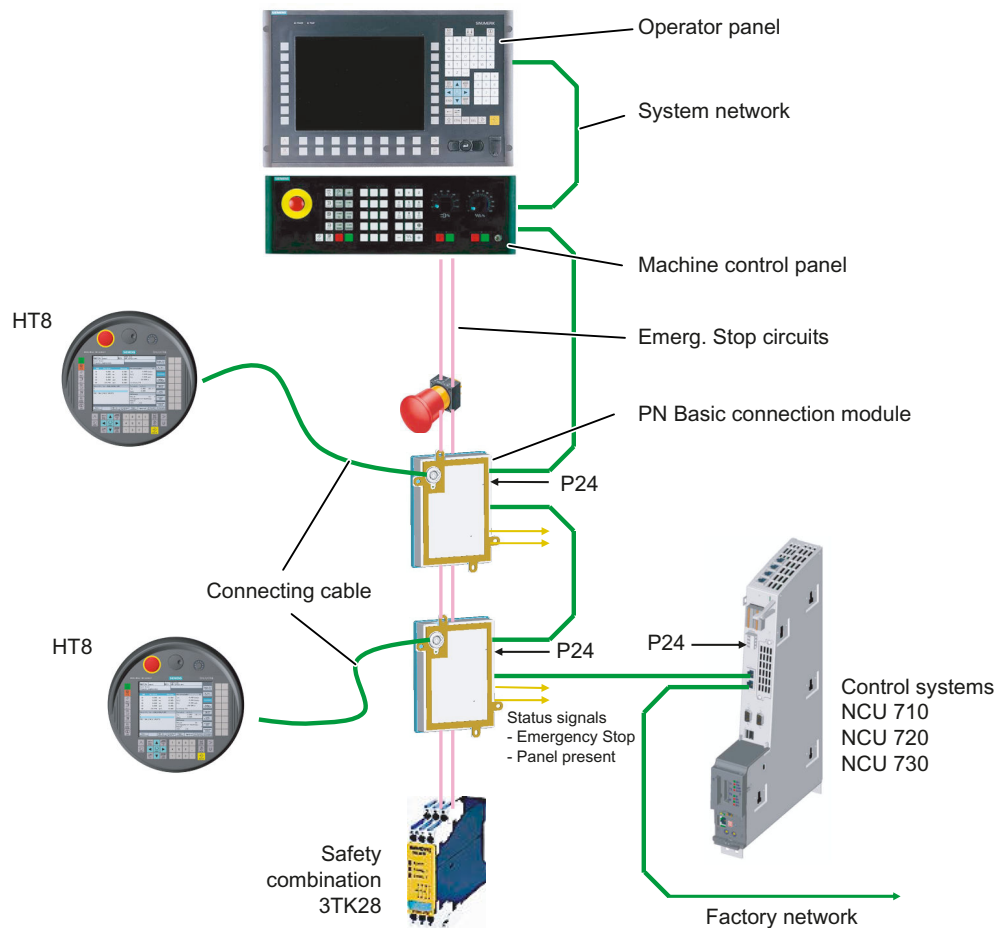 Operator panel
System network
Machine control panel
HT8
Emerg. Stop circuits
PN Basic connection module
P24
Connecting cable
HT8
P24
P24
Status signals
- Emergency Stop
- Panel present
Control systems
NCU 710
NCU 720
NCU 730
Safety
combination
3TK28
Factory network